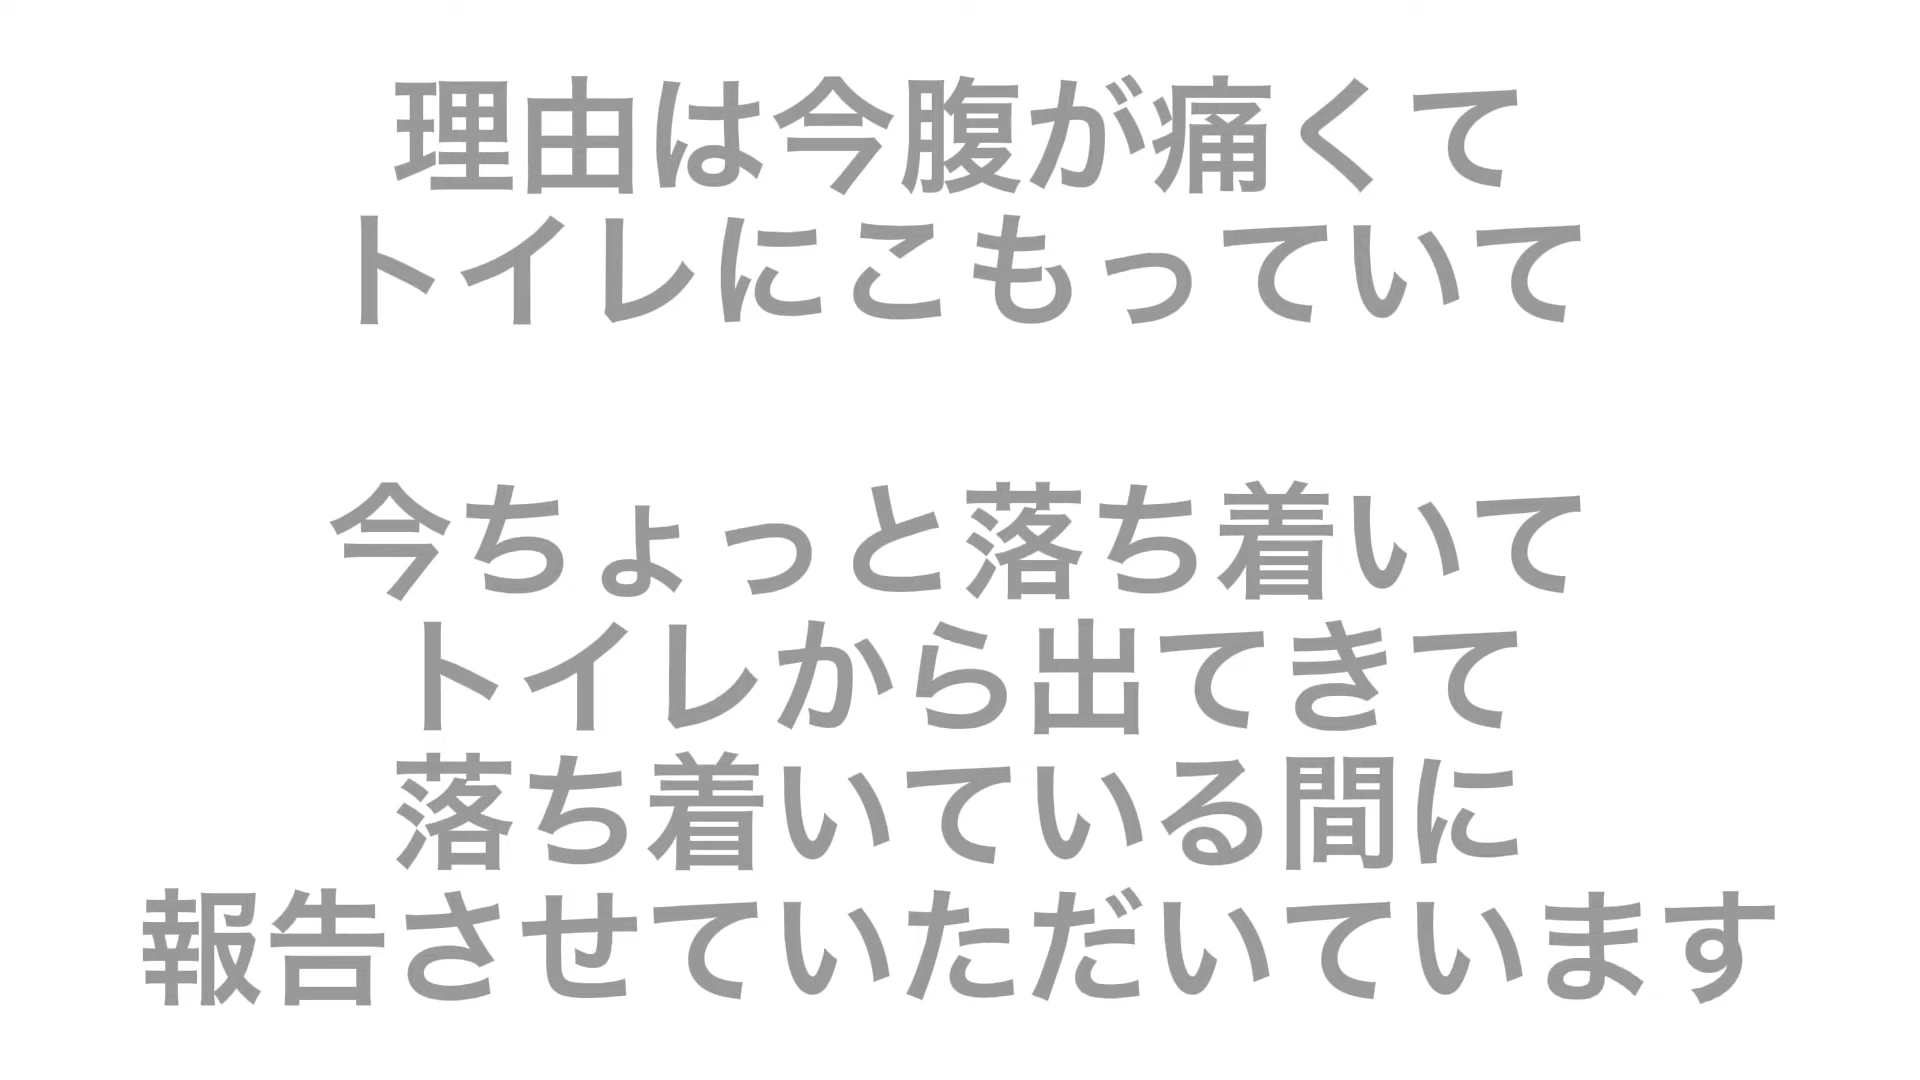 理由は今腹が痛くて
トイレにこもっていて
今ちょっと落ち着いて
トイレから出てきて
落ち着いている間に
報告させていただいています